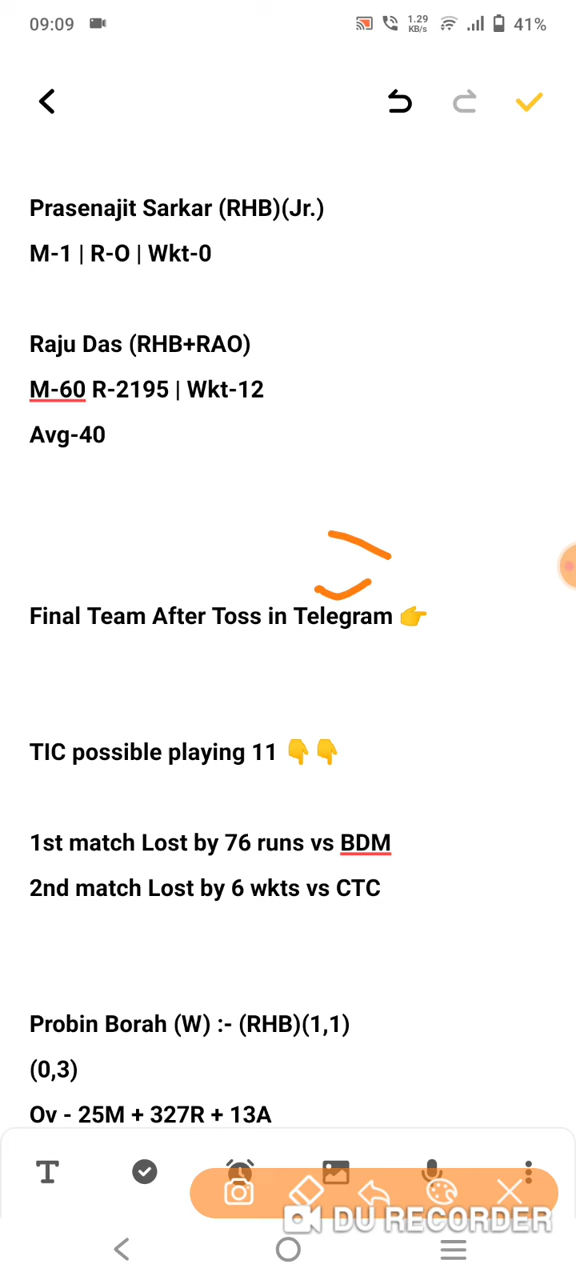 09:09
1.29
KB/s
41%
Prasenajit Sarkar (RHB)(Jr.)
M-1 | R-O | Wkt-0
Raju Das (RHB+RAO)
M-60 R-2195 | Wkt-12
Avg-40
Final Team After Toss in Telegram 👉
TIC possible playing 11 👇👇
1st match Lost by 76 runs vs BDM
2nd match Lost by 6 wkts vs CTC
Probin Borah (W) :- (RHB)(1,1)
(0,3)
Ov - 25M + 327R + 13A
T
DU RECORDER